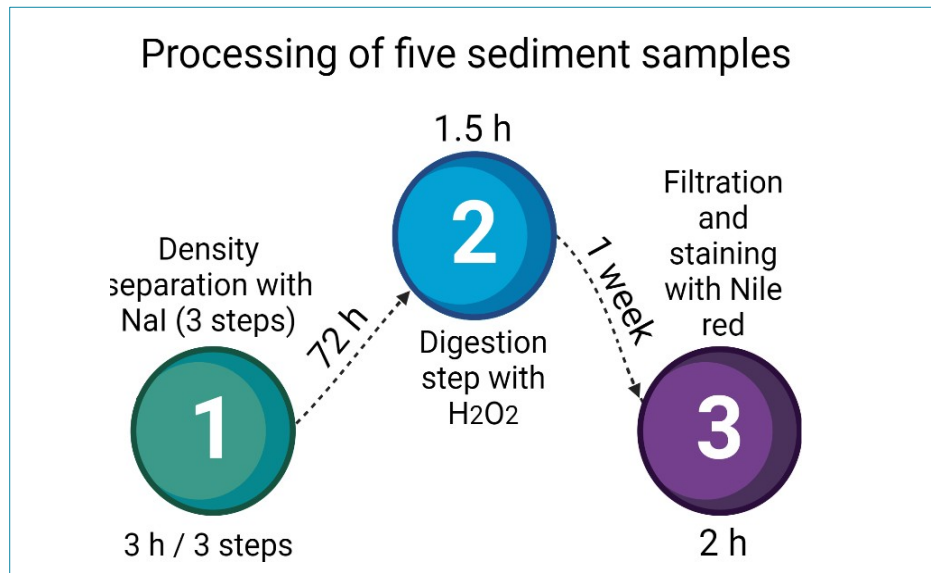 Processing of five sediment samples
1.5 h
2
Digestion
step with
H2O2
Density
separation with
NaI (3 steps)
1
3 h / 3 steps
72 h
1 week
Filtration
and
staining
with Nile
red
3
2 h